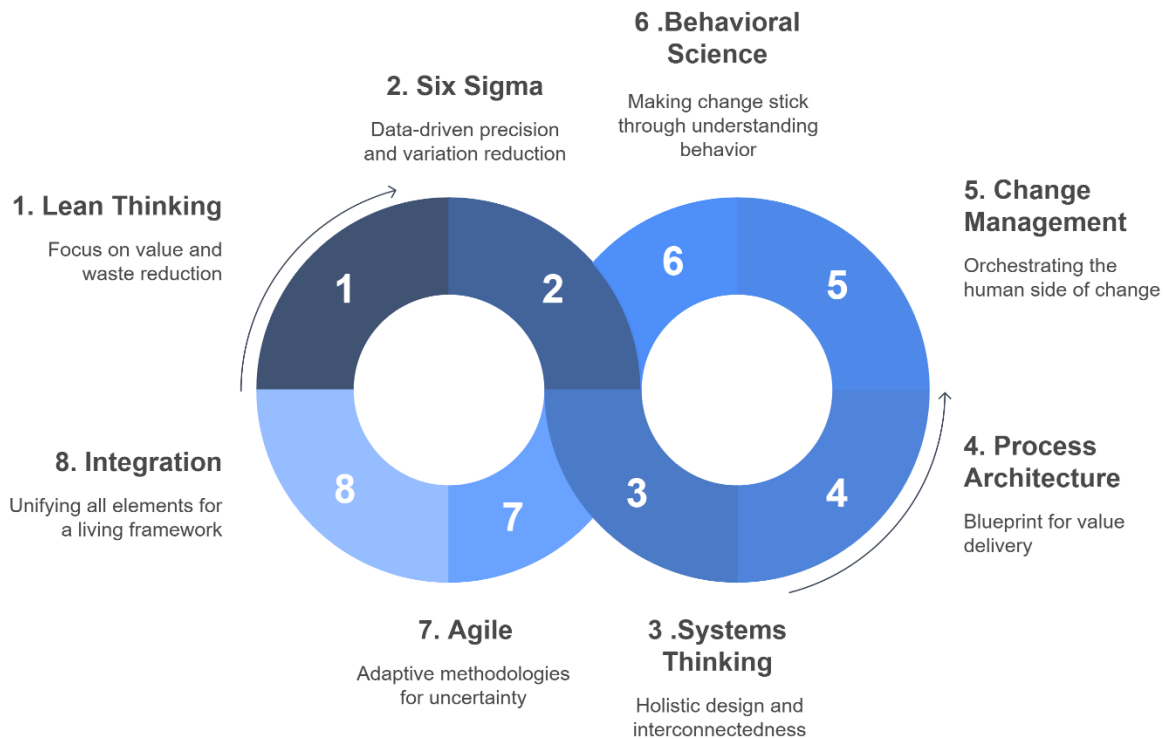 1. Lean Thinking
Focus on value and
waste reduction
2. Six Sigma
Data-driven precision
and variation reduction
3 .Systems
Thinking
Holistic design and
interconnectedness
4. Process
Architecture
Blueprint for value
delivery
5. Change
Management
Orchestrating the
human side of change
6 .Behavioral
Science
Making change stick
through understanding
behavior
7. Agile
Adaptive methodologies
for uncertainty
8. Integration
Unifying all elements for
a living framework
1
2
3
4
5
6
7
8